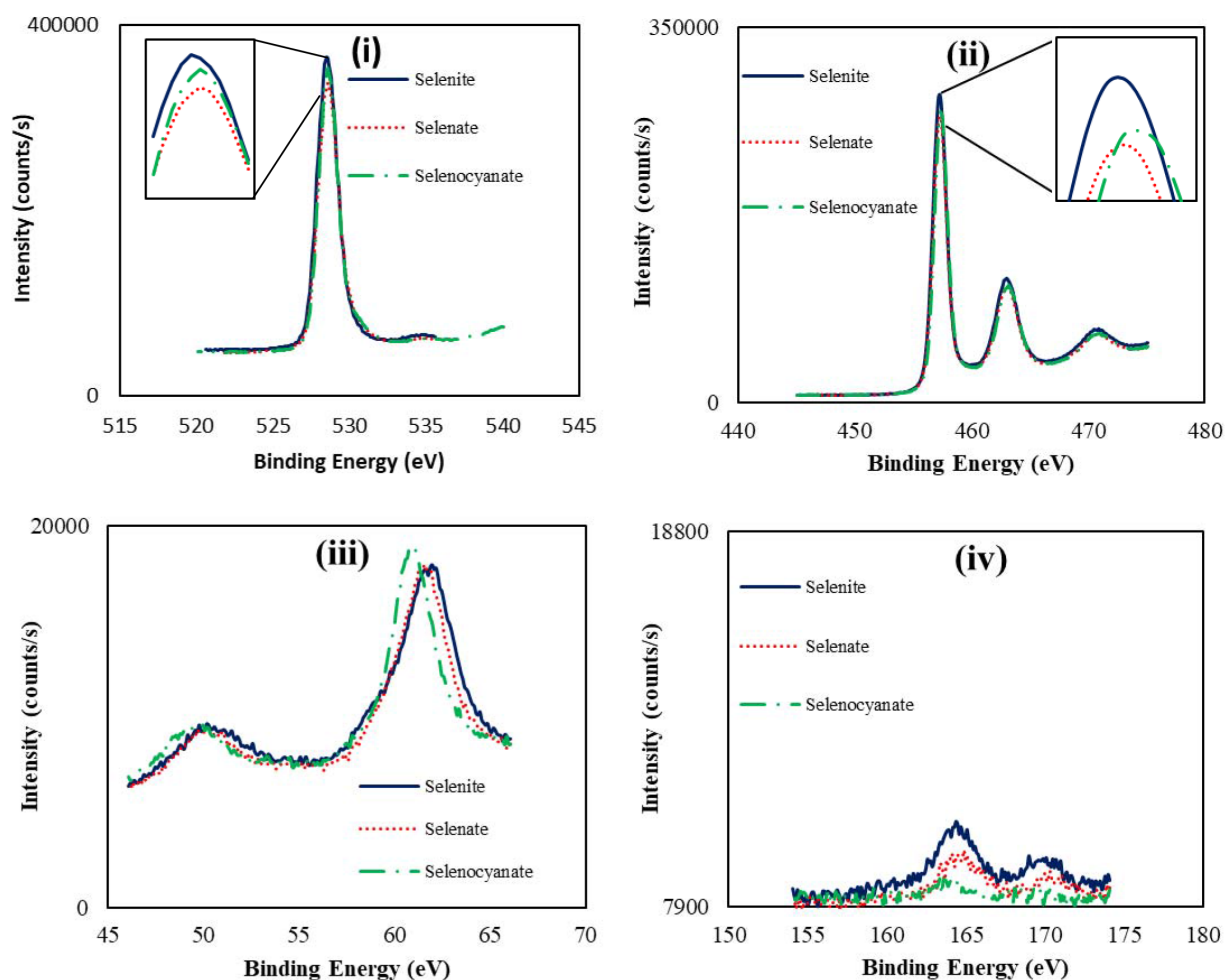 400000
(i)
Selenite
Selenate
Selenocyanate
Intensity (counts/s)
0
515 520 525 530 535 540 545
Binding Energy (eV)
350000
(ii)
Selenite
Selenate
Selenocyanate
Intensity (counts/s)
0
440 450 460 470 480
Binding Energy (eV)
20000
(iii)
Intensity (counts/s)
Selenite
Selenate
Selenocyanate
0
45 50 55 60 65 70
Binding Energy (eV)
18800
(iv)
Selenite
Selenate
Selenocyanate
Intensity (counts/s)
7900
150 155 160 165 170 175 180
Binding Energy (eV)